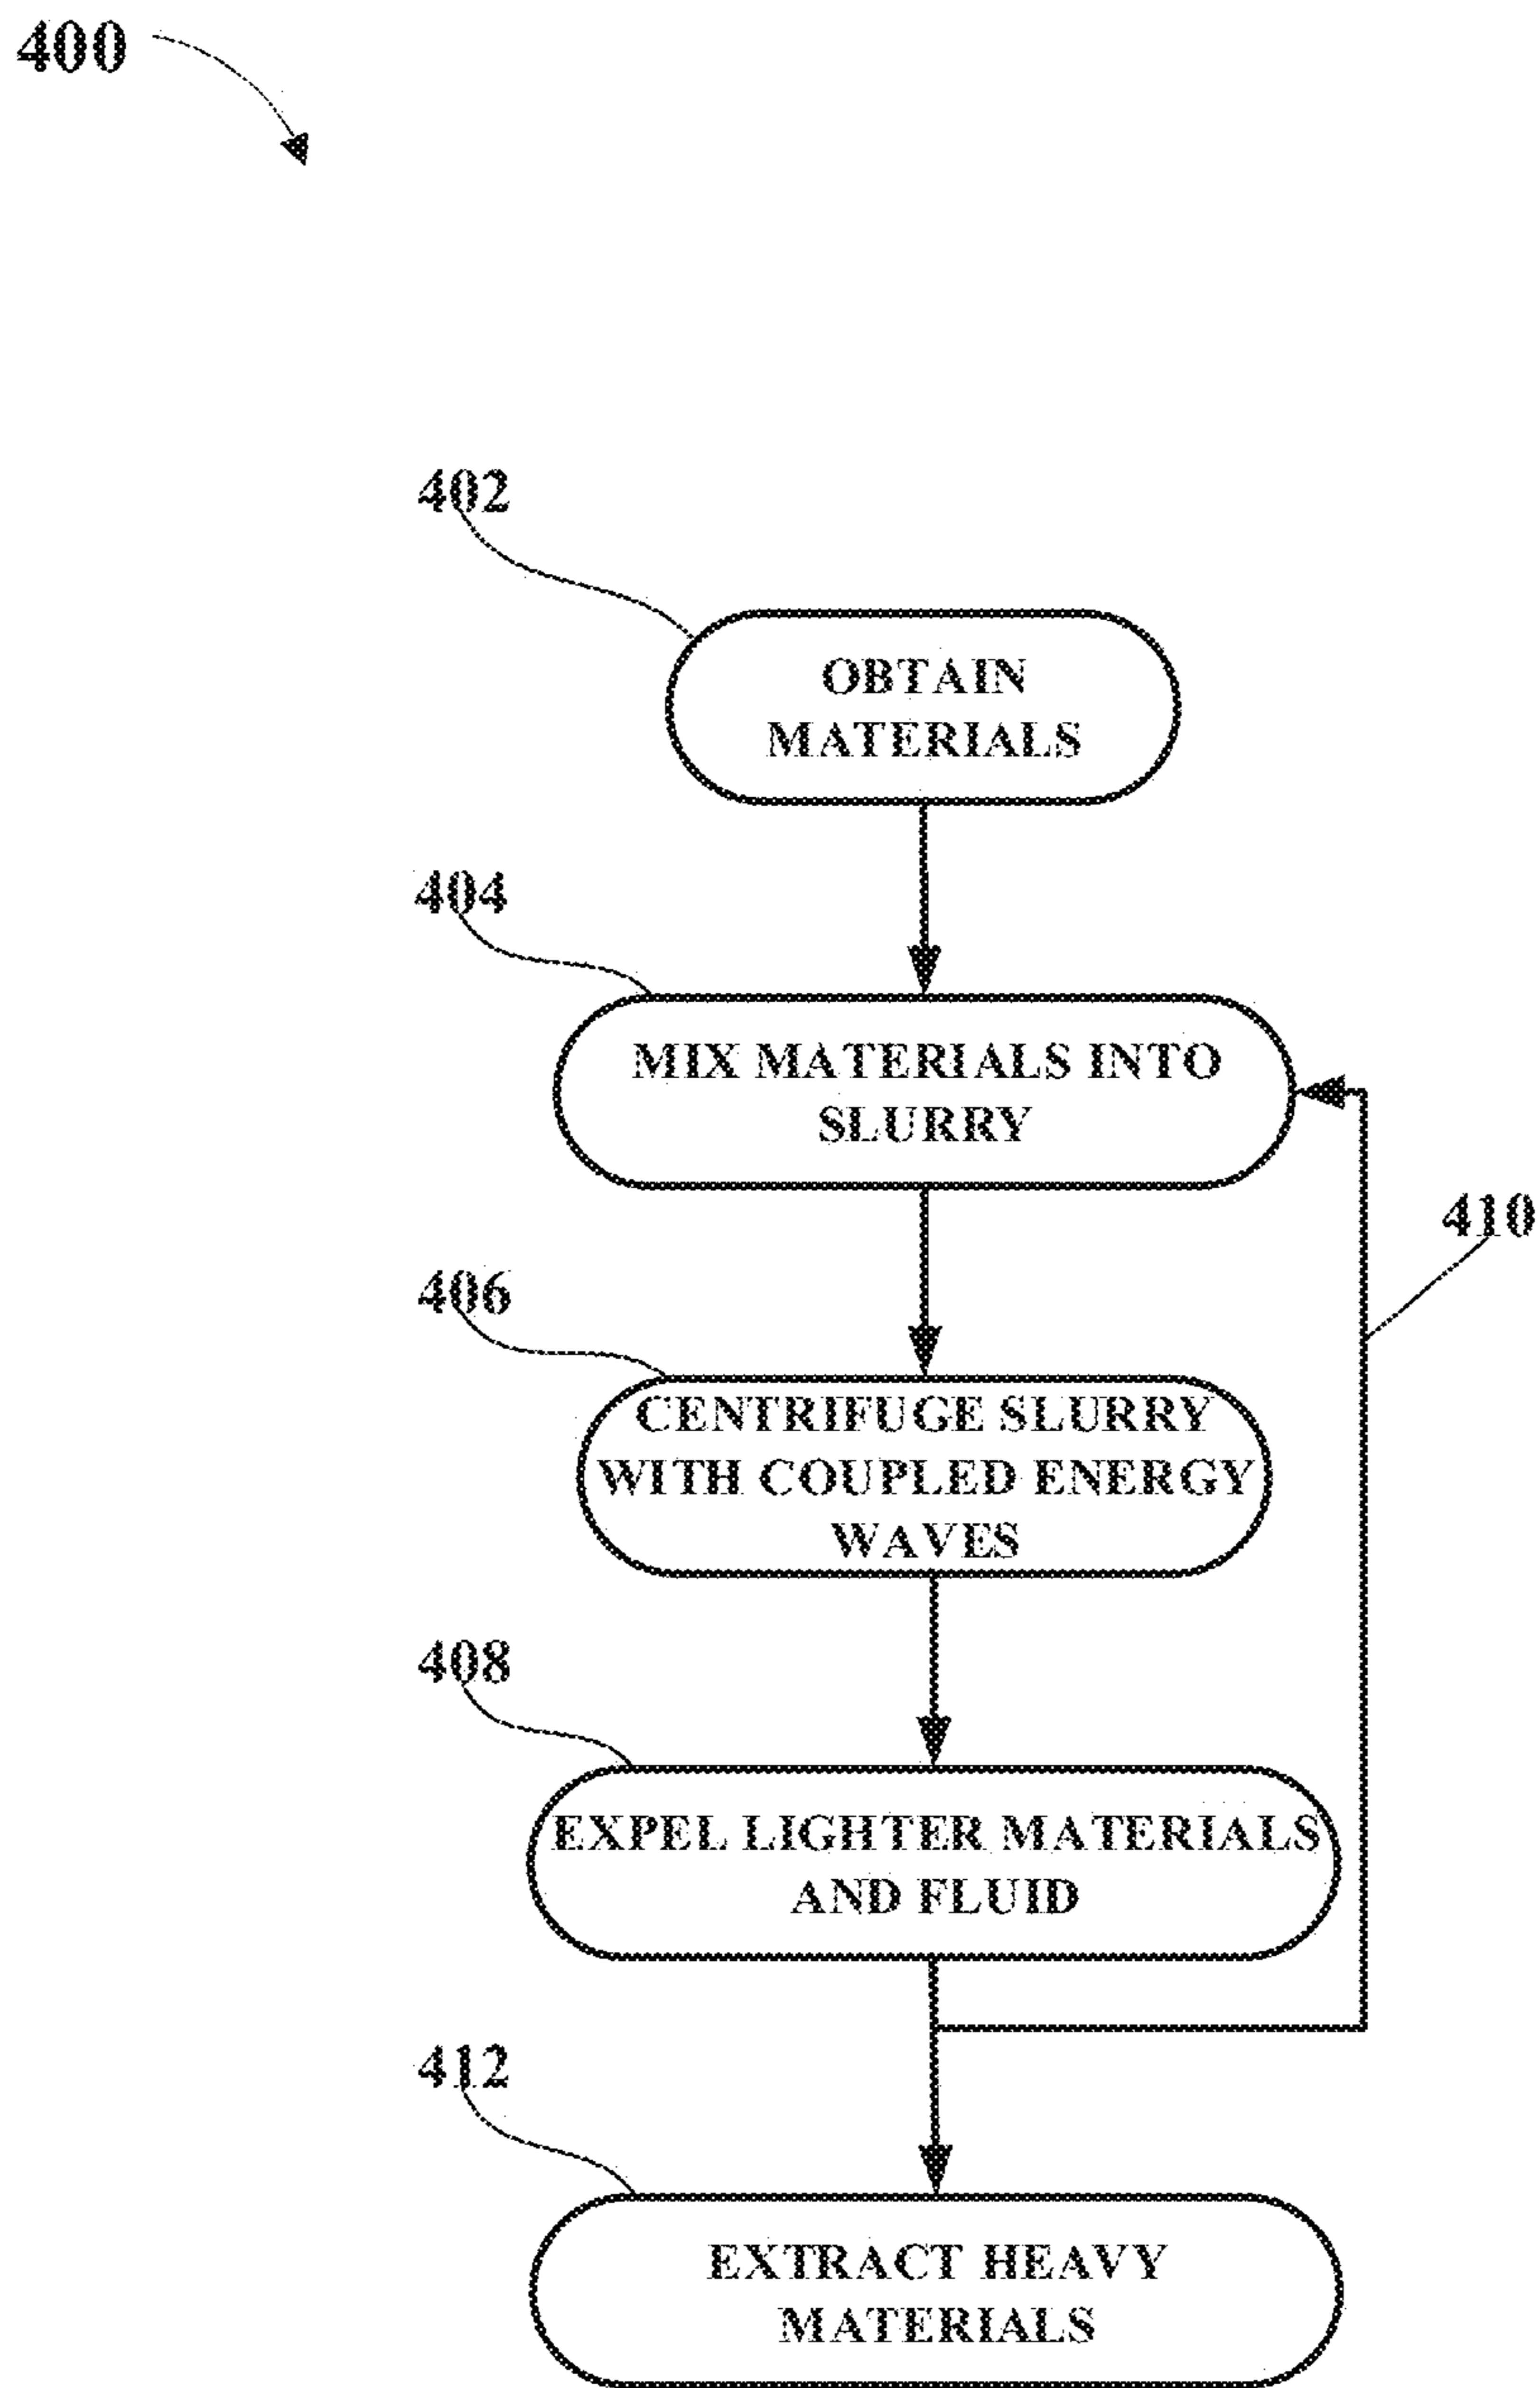 400
402
OBTAIN
MATERIALS
404
MIX MATERIALS INTO
SLURRY
410
406
CENTRIFUGE SLURRY
WITH COUPLED ENERGY
WAVES
408
EXPEL LIGHTER MATERIALS
AND FLUID
412
EXTRACT HEAVY
MATERIALS